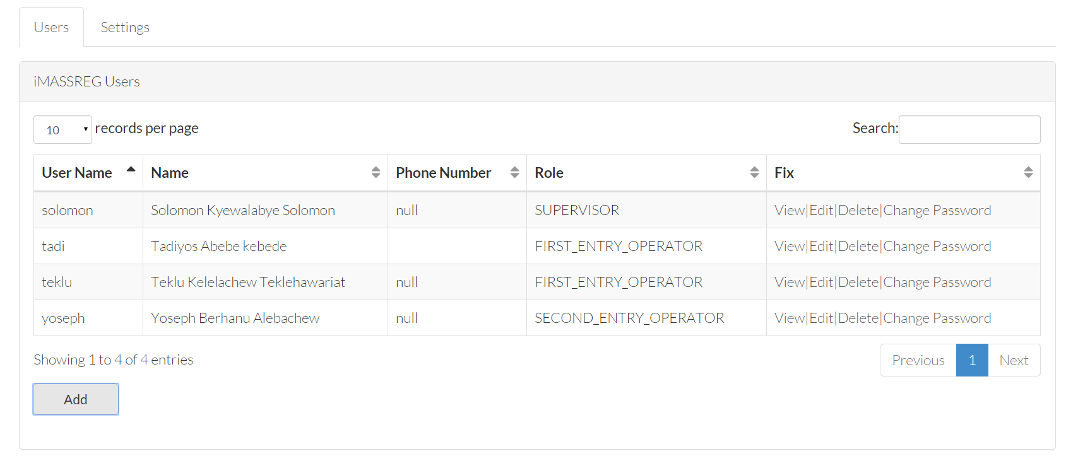 Users Settings
iMASSREG Users
10 records per page Search:
User Name Name Phone Number Role Fix
solomon Solomon Kyewalabye Solomon null SUPERVISOR View|Edit|Delete|Change Password
tadi Tadiyos Abebe kebede FIRST_ENTRY_OPERATOR View|Edit|Delete|Change Password
teklu Teklu Kelelachew Teklehawariat null FIRST_ENTRY_OPERATOR View|Edit|Delete|Change Password
yoseph Yoseph Berhanu Alebachew null SECOND_ENTRY_OPERATOR View|Edit|Delete|Change Password
Showing 1 to 4 of 4 entries Previous 1 Next
Add